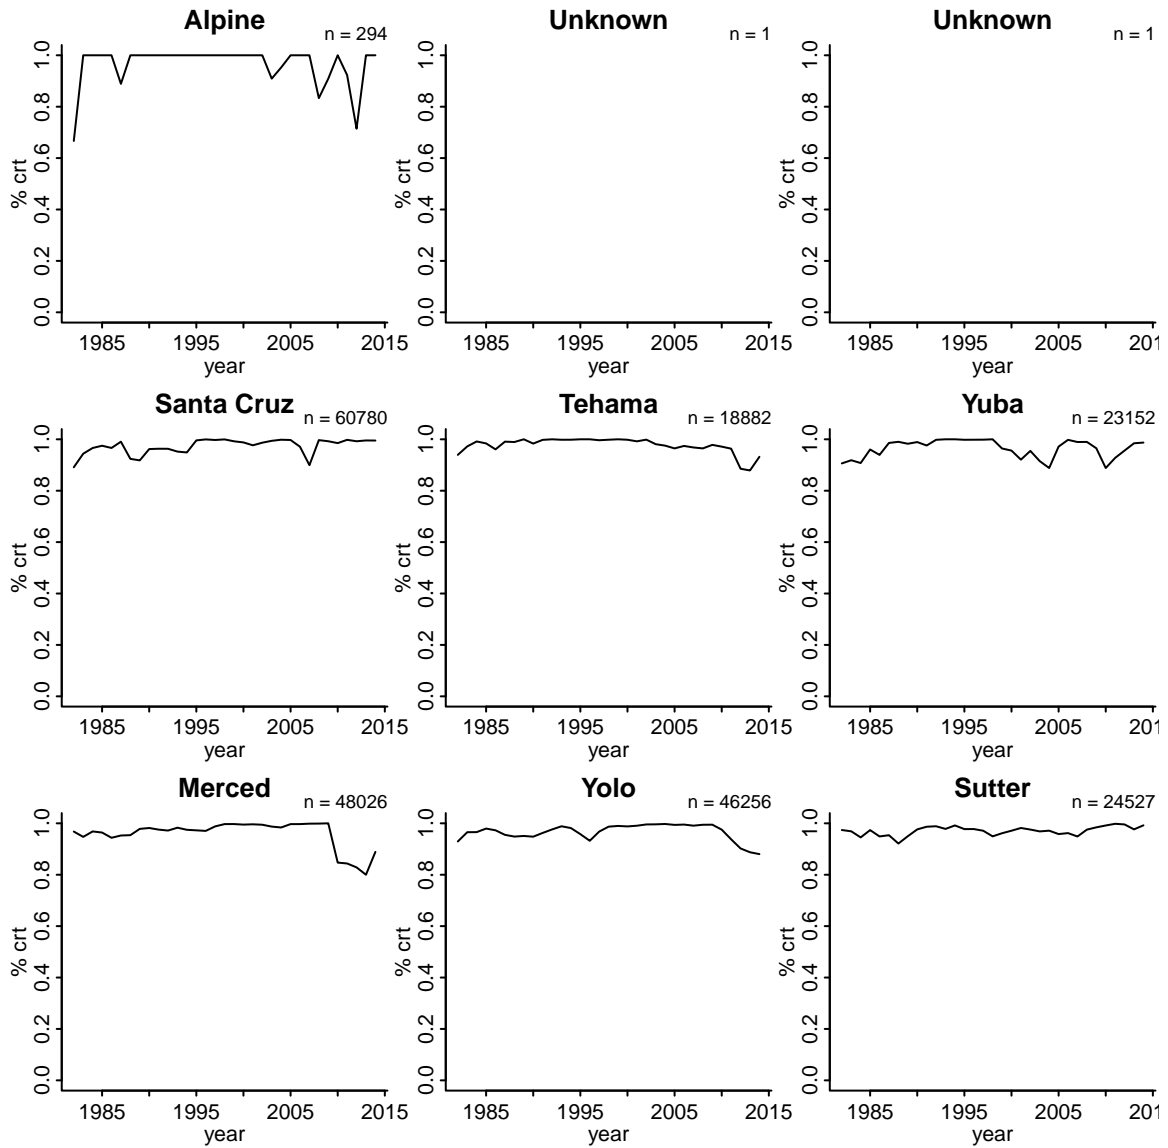 Alpine
n = 294
% crt
0.0 0.2 0.4 0.6 0.8 1.0
1985 1995 2005 2015
year
Unknown
n = 1
% crt
0.0 0.2 0.4 0.6 0.8 1.0
1985 1995 2005 2015
year
Unknown
n = 1
% crt
0.0 0.2 0.4 0.6 0.8 1.0
1985 1995 2005 201
year
Santa Cruz
n = 60780
% crt
0.0 0.2 0.4 0.6 0.8 1.0
1985 1995 2005 2015
year
Tehama
n = 18882
% crt
0.0 0.2 0.4 0.6 0.8 1.0
1985 1995 2005 2015
year
Yuba
n = 23152
% crt
0.0 0.2 0.4 0.6 0.8 1.0
1985 1995 2005 201
year
Merced
n = 48026
% crt
0.0 0.2 0.4 0.6 0.8 1.0
1985 1995 2005 2015
year
Yolo
n = 46256
% crt
0.0 0.2 0.4 0.6 0.8 1.0
1985 1995 2005 2015
year
Sutter
n = 24527
% crt
0.0 0.2 0.4 0.6 0.8 1.0
1985 1995 2005 201
year